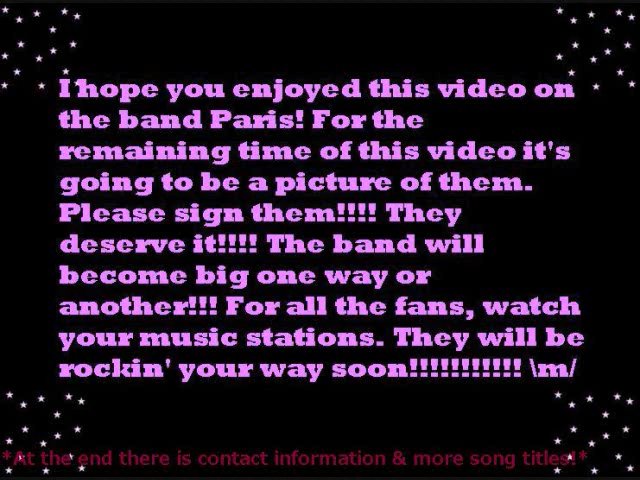 I hope you enjoyed this video on
the band Paris! For the
remaining time of this video it's
going to be a picture of them.
Please sign them!!!! They
deserve it!!!! The band will
become big one way or
another!!! For all the fans, watch
your music stations. They will be
rockin' your way soon!!!!!!!!!!! \m/
*At the end there is contact information & more song titles!*